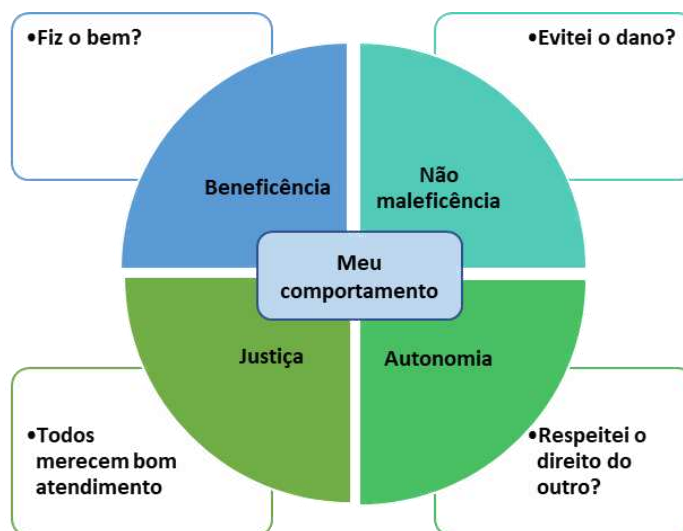 •Fiz o bem?
•Evitei o dano?
Beneficência
Não
maleficência
Meu
comportamento
Justiça
Autonomia
•Todos
merecem bom
atendimento
•Respeitei o
direito do
outro?